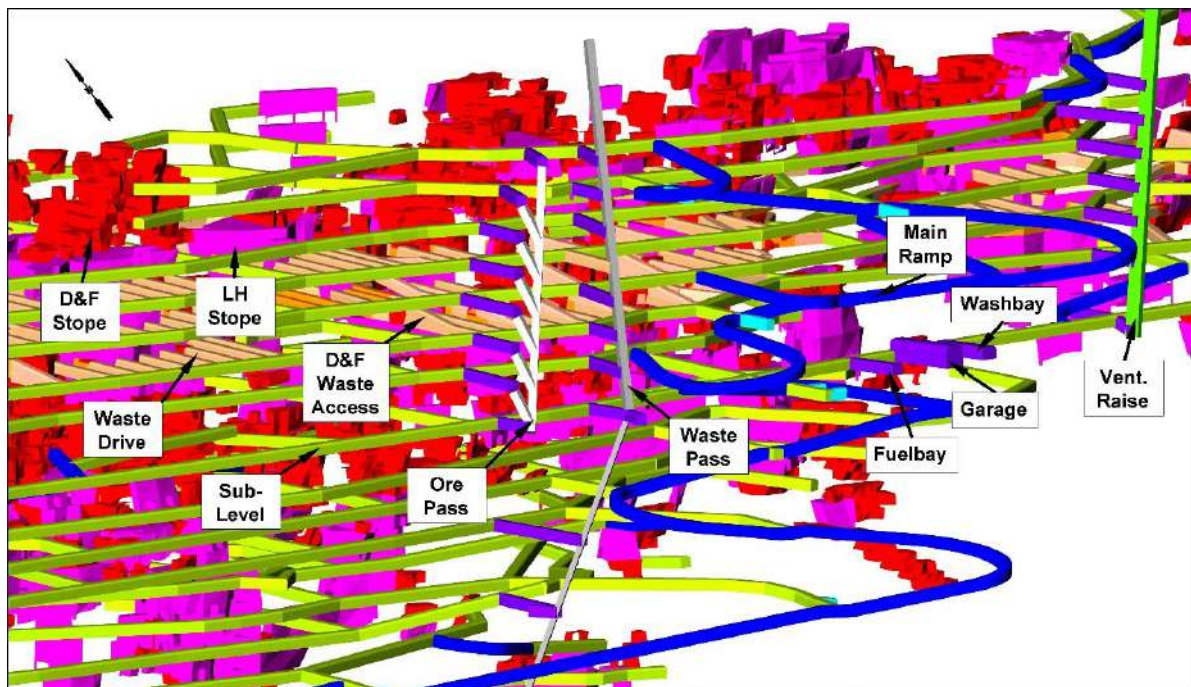 Main
Ramp
Washbay
D&F
Stope
LH
Stope
D&F
Waste
Access
Vent.
Raise
Garage
Waste
Drive
Waste
Pass
Fuelbay
Sub-
Level
Ore
Pass